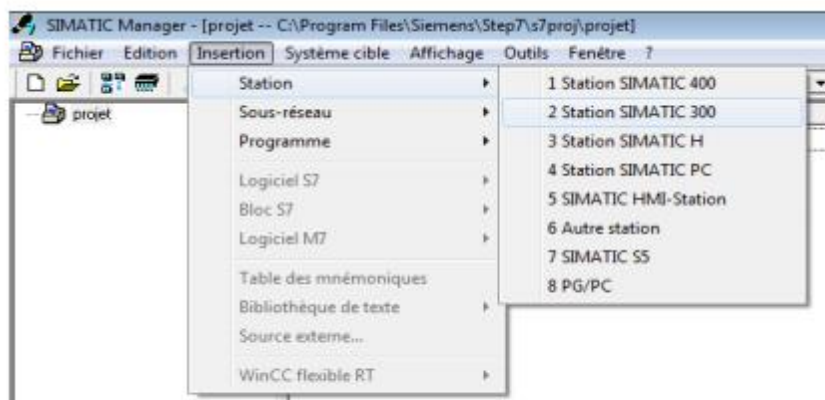 SIMATIC Manager - [projet -- C:\Program Files\Siemens\Step7\s7proj\projet]
Fichier Edition Insertion Système cible Affichage Outils Fenêtre ?
projet
Station
Sous-réseau
Programme
Logiciel S7
Bloc S7
Logiciel M7
Table des mnémoniques
Bibliothèque de texte
Source externe...
WinCC flexible RT
1 Station SIMATIC 400
2 Station SIMATIC 300
3 Station SIMATIC H
4 Station SIMATIC PC
5 SIMATIC HMI-Station
6 Autre station
7 SIMATIC S5
8 PG/PC